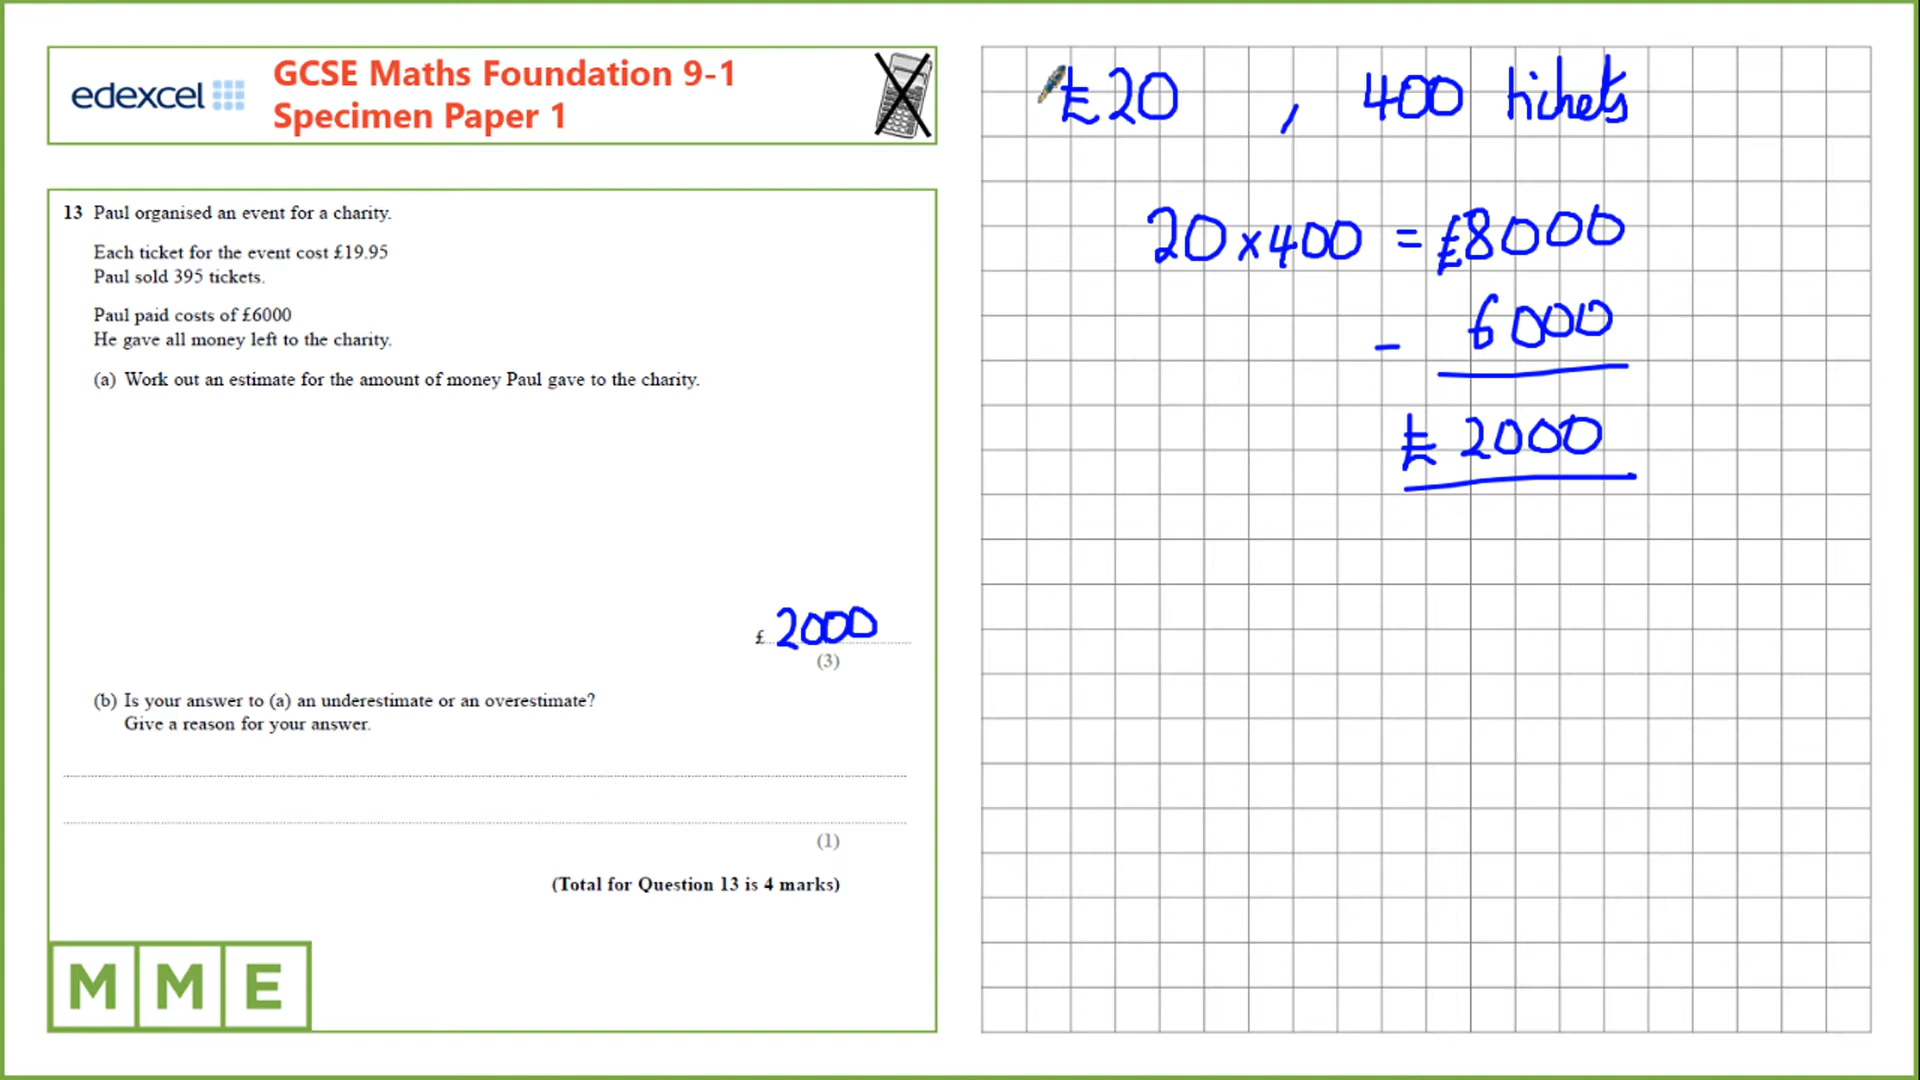 edexcel
GCSE Maths Foundation 9-1
Specimen Paper 1
13 Paul organised an event for a charity.
Each ticket for the event cost £19.95
Paul sold 395 tickets.
Paul paid costs of £6000
He gave all money left to the charity.
(a) Work out an estimate for the amount of money Paul gave to the charity.
£ 2000
(3)
(b) Is your answer to (a) an underestimate or an overestimate?
Give a reason for your answer.
(1)
(Total for Question 13 is 4 marks)
MME
£20 , 400 tickets
20 × 400 = £8000
- 6000
£ 2000